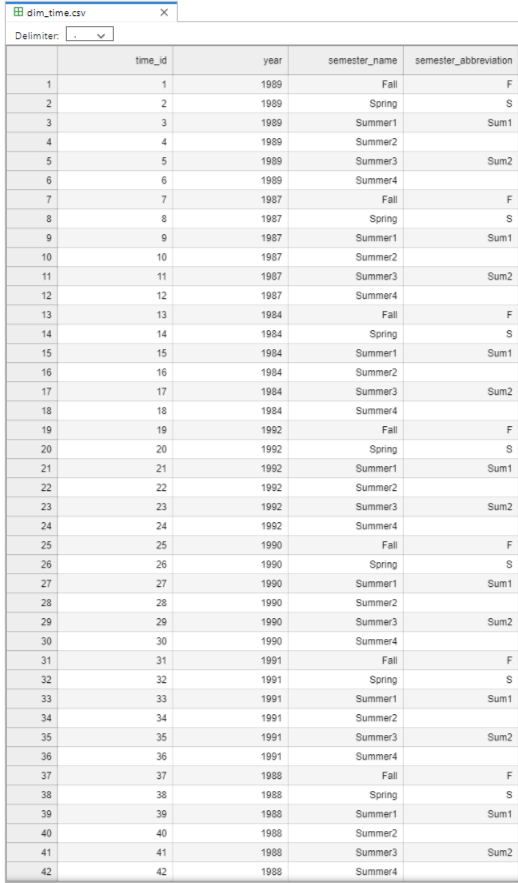 dim_time.csv ×
Delimiter: ,
time_id year semester_name semester_abbreviation
1 1 1989 Fall F
2 2 1989 Spring S
3 3 1989 Summer1 Sum1
4 4 1989 Summer2
5 5 1989 Summer3 Sum2
6 6 1989 Summer4
7 7 1987 Fall F
8 8 1987 Spring S
9 9 1987 Summer1 Sum1
10 10 1987 Summer2
11 11 1987 Summer3 Sum2
12 12 1987 Summer4
13 13 1984 Fall F
14 14 1984 Spring S
15 15 1984 Summer1 Sum1
16 16 1984 Summer2
17 17 1984 Summer3 Sum2
18 18 1984 Summer4
19 19 1992 Fall F
20 20 1992 Spring S
21 21 1992 Summer1 Sum1
22 22 1992 Summer2
23 23 1992 Summer3 Sum2
24 24 1992 Summer4
25 25 1990 Fall F
26 26 1990 Spring S
27 27 1990 Summer1 Sum1
28 28 1990 Summer2
29 29 1990 Summer3 Sum2
30 30 1990 Summer4
31 31 1991 Fall F
32 32 1991 Spring S
33 33 1991 Summer1 Sum1
34 34 1991 Summer2
35 35 1991 Summer3 Sum2
36 36 1991 Summer4
37 37 1988 Fall F
38 38 1988 Spring S
39 39 1988 Summer1 Sum1
40 40 1988 Summer2
41 41 1988 Summer3 Sum2
42 42 1988 Summer4